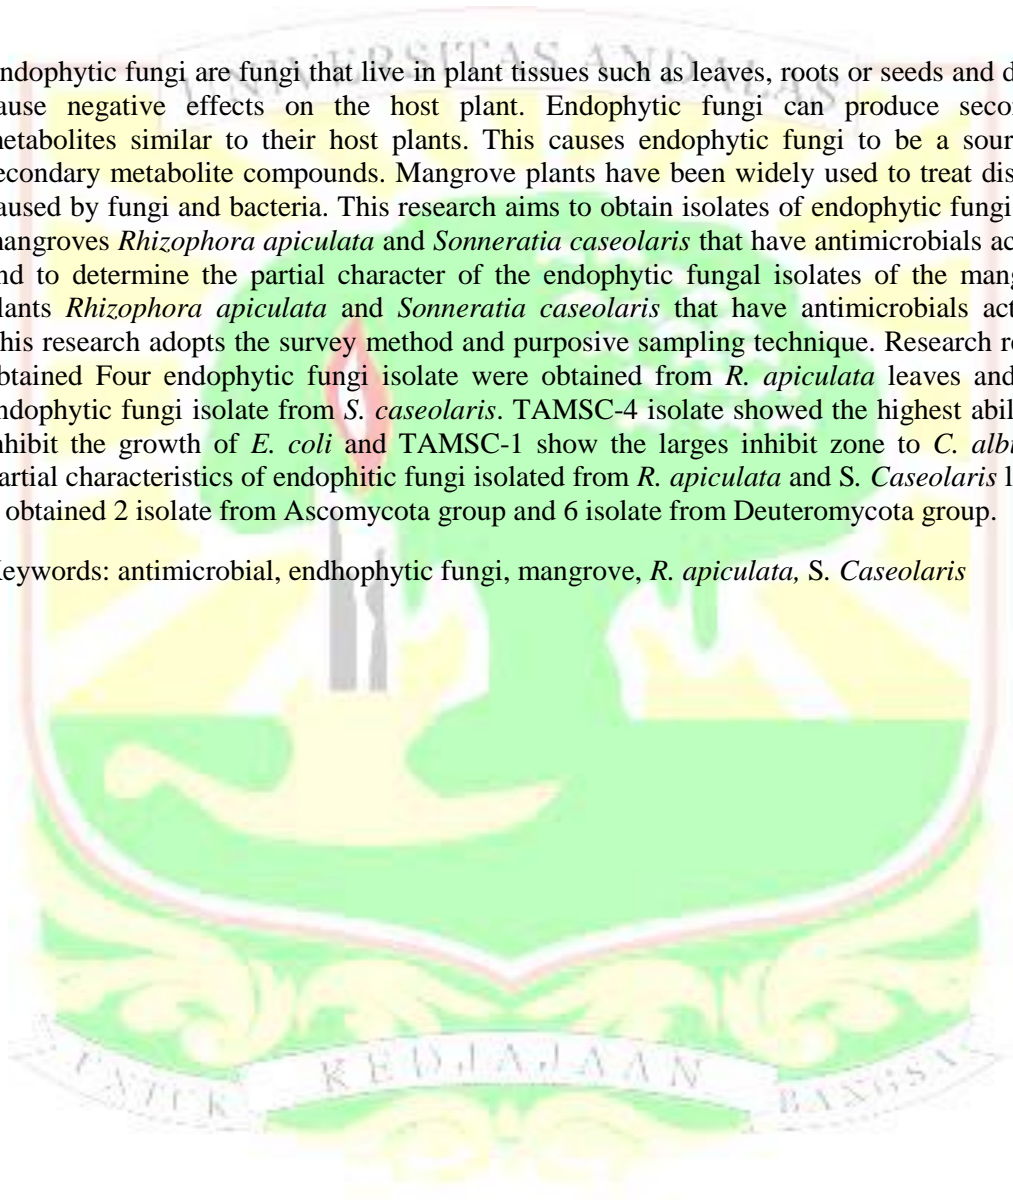 UNIVERSITAS ANDALAS
ndophytic fungi are fungi that live in plant tissues such as leaves, roots or seeds and d
ause negative effects on the host plant. Endophytic fungi can produce secon
netabolites similar to their host plants. This causes endophytic fungi to be a sour
econdary metabolite compounds. Mangrove plants have been widely used to treat dis
aused by fungi and bacteria. This research aims to obtain isolates of endophytic fungi
nangroves Rhizophora apiculata and Sonneratia caseolaris that have antimicrobials ac
nd to determine the partial character of the endophytic fungal isolates of the mang
lants Rhizophora apiculata and Sonneratia caseolaris that have antimicrobials act
his research adopts the survey method and purposive sampling technique. Research re
btained Four endophytic fungi isolate were obtained from R. apiculata leaves and
ndophytic fungi isolate from S. caseolaris. TAMSC-4 isolate showed the highest abil
nhibit the growth of E. coli and TAMSC-1 show the larges inhibit zone to C. albi
artial characteristics of endophitic fungi isolated from R. apiculata and S. Caseolaris l
obtained 2 isolate from Ascomycota group and 6 isolate from Deuteromycota group.
Keywords: antimicrobial, endhophytic fungi, mangrove, R. apiculata, S. Caseolaris
UNTUK KEDJAJAAN BANGSA